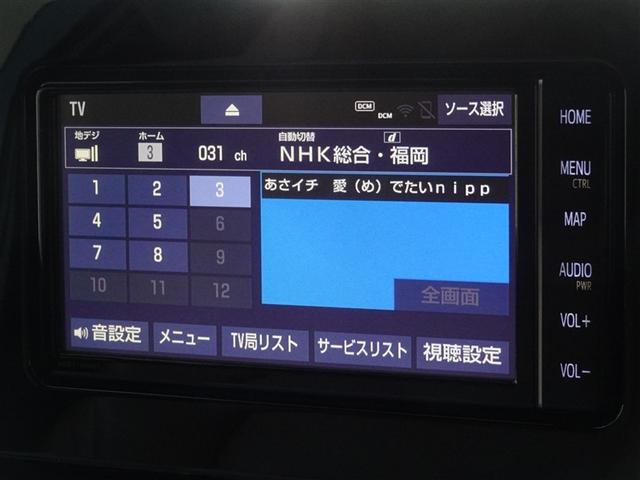 TV
DCM
DCM
ソース選択
地デジ
ホーム
3
031 ch
自動切替
d
NHK総合・福岡
あさイチ 愛(め)でたいnipp
1 2 3
4 5 6
7 8 9
10 11 12
全画面
音設定
メニュー
TV局リスト
サービスリスト
視聴設定
HOME
MENU
CTRL
MAP
AUDIO
PWR
VOL+
VOL-